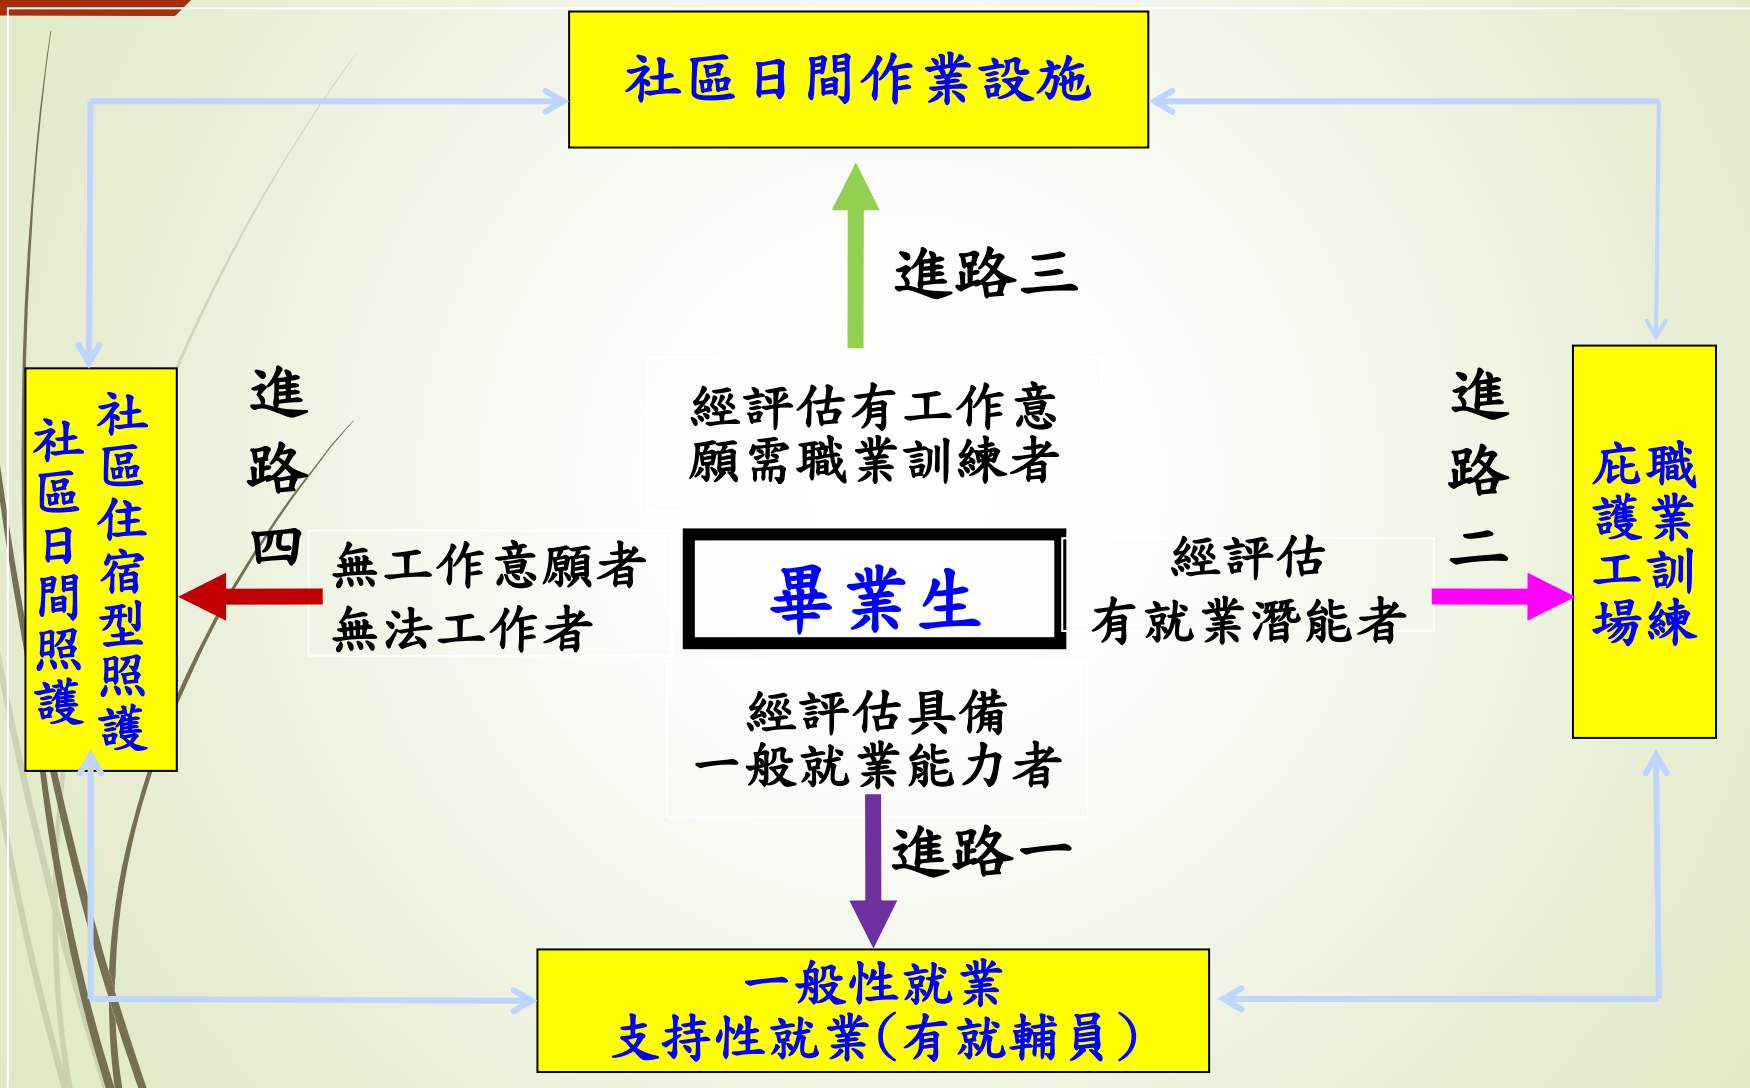 社區日間作業設施
進路三
經評估有工作意
願需職業訓練者
進路四
社區住宿型照護
社區日間照護
無工作意願者
無法工作者
畢業生
經評估
有就業潛能者
進路二
職業訓練
庇護工場
經評估具備
一般就業能力者
進路一
一般性就業
支持性就業(有就輔員)